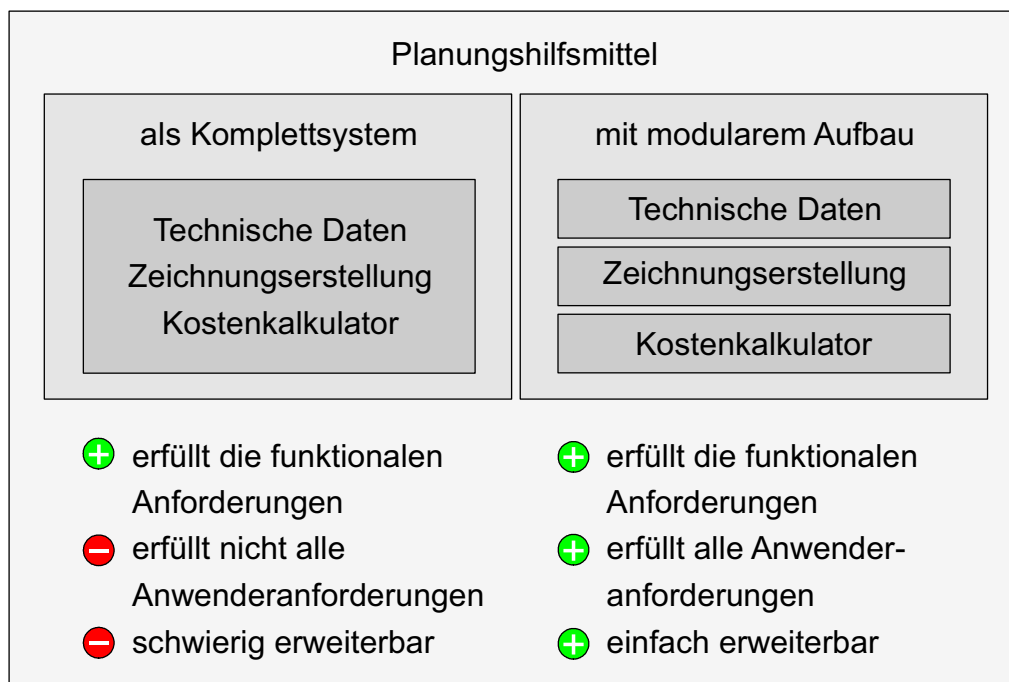 Planungshilfsmittel
als Komplettsystem
Technische Daten
Zeichnungserstellung
Kostenkalkulator
erfüllt die funktionalen
Anforderungen
erfüllt nicht alle
Anwenderanforderungen
schwierig erweiterbar
mit modularem Aufbau
Technische Daten
Zeichnungserstellung
Kostenkalkulator
erfüllt die funktionalen
Anforderungen
erfüllt alle Anwender-
anforderungen
einfach erweiterbar